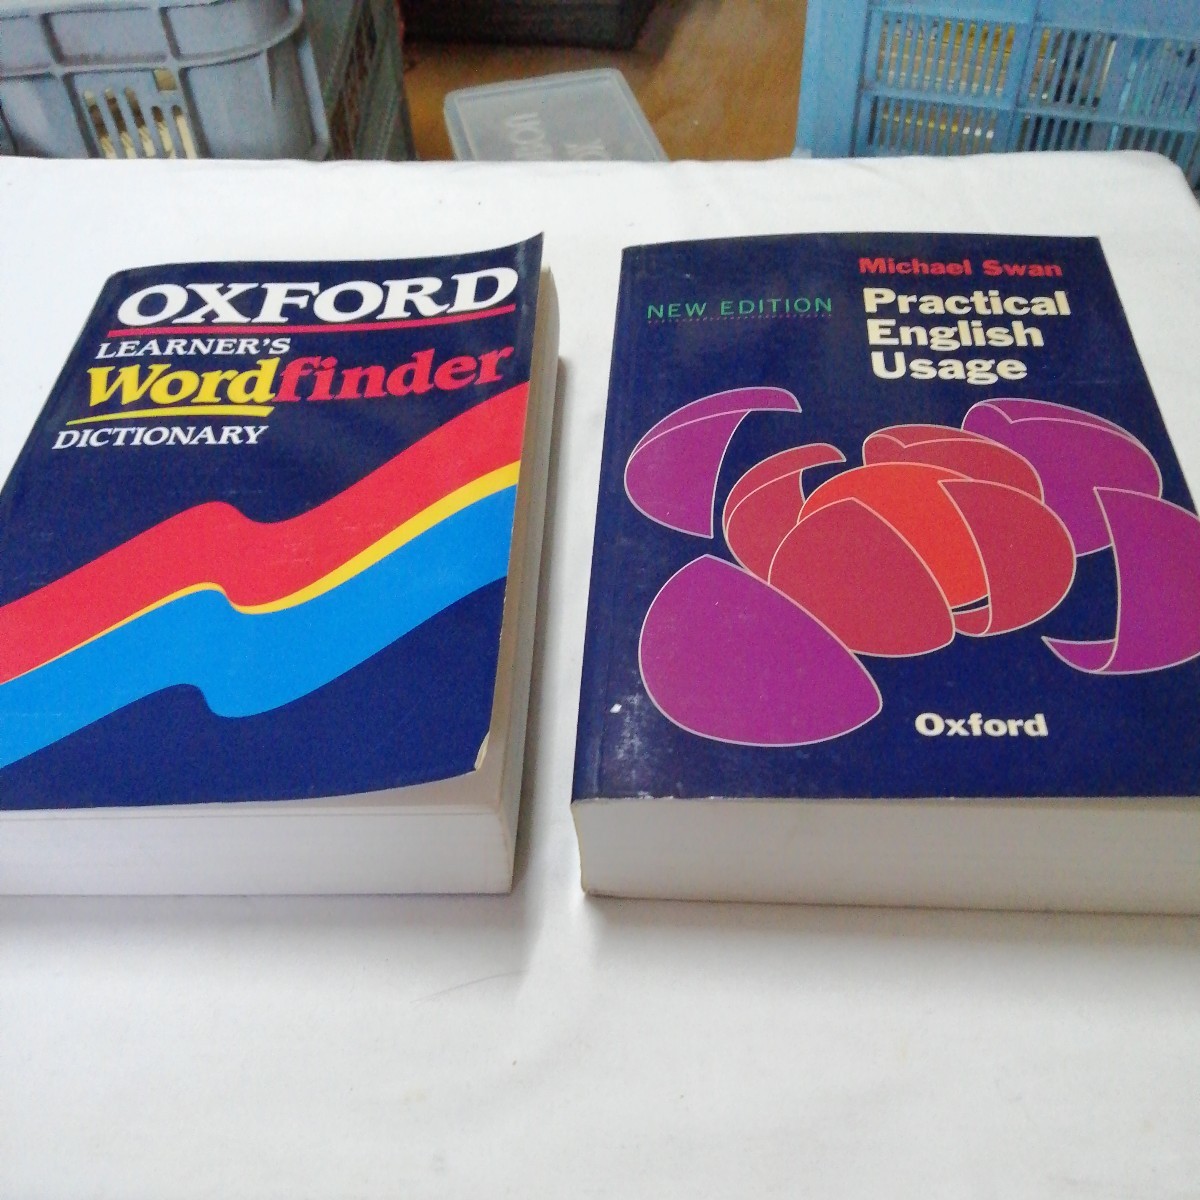 OXFORD
LEARNER'S
Wordfinder
DICTIONARY
Michael Swan
NEW EDITION
Practical
English
Usage
Oxford